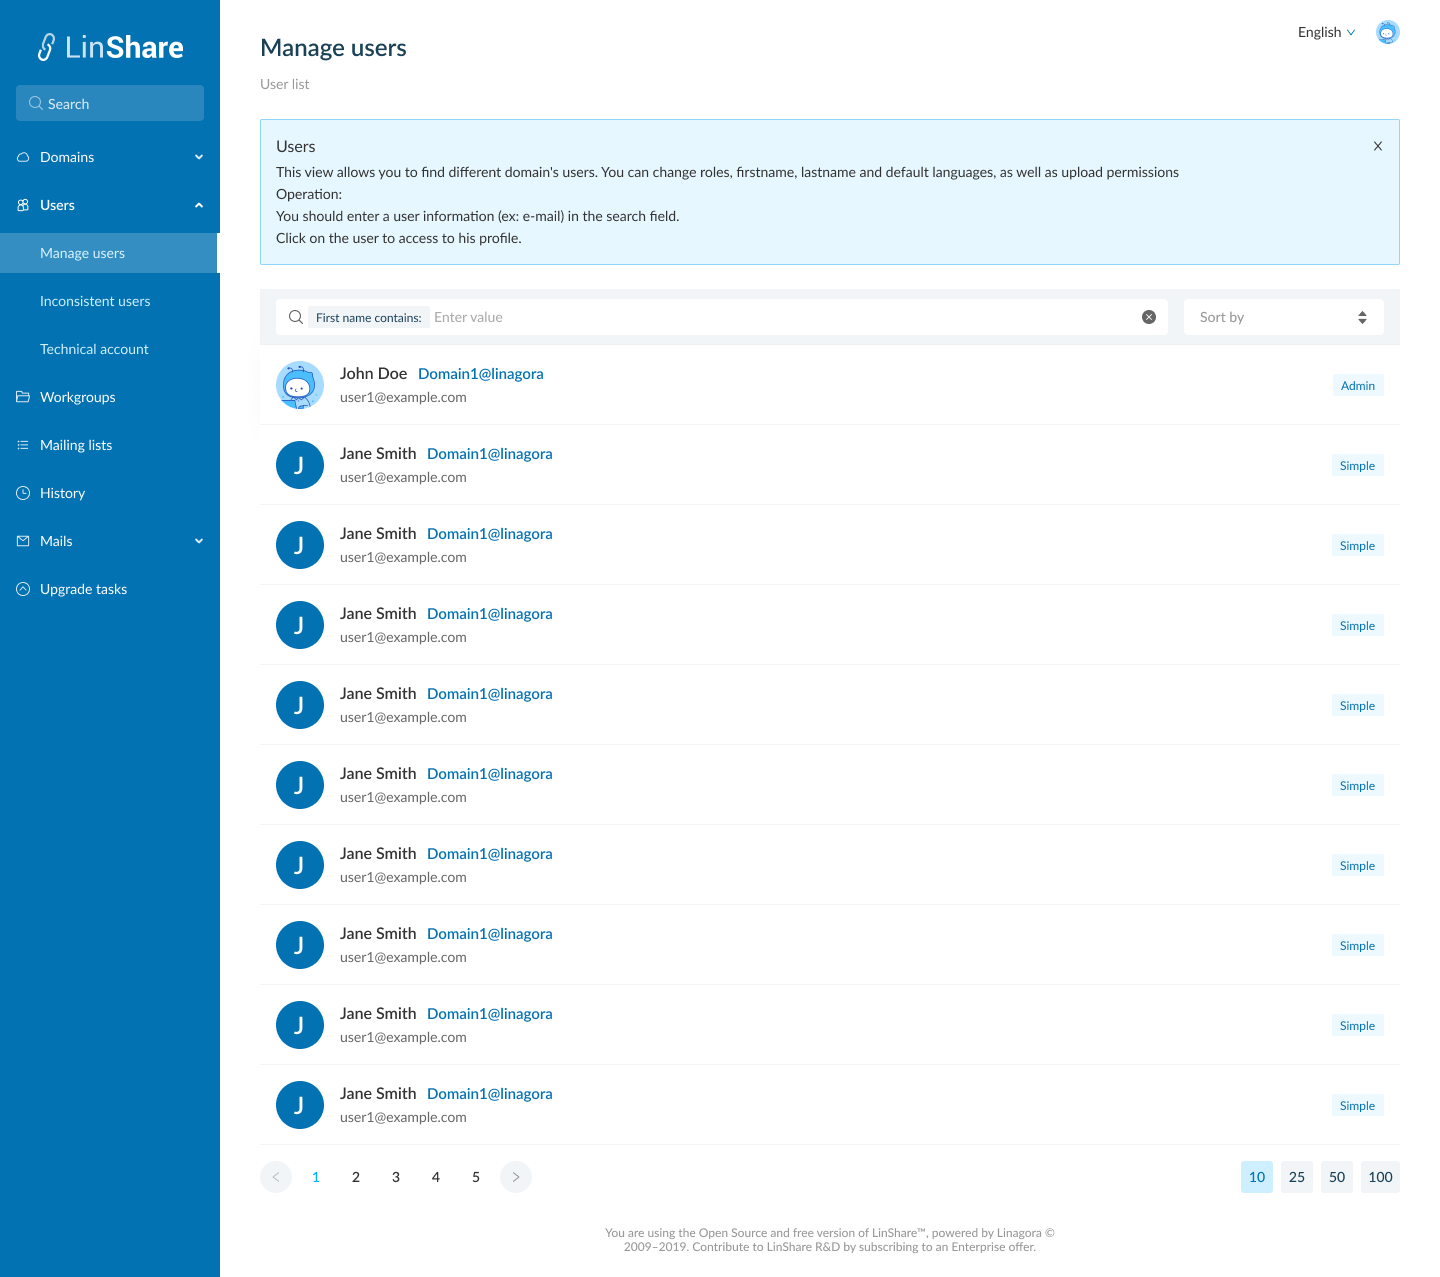 LinShare
Search
Domains
Users
Manage users
Inconsistent users
Technical account
Workgroups
Mailing lists
History
Mails
Upgrade tasks
English
Manage users
User list
Users
This view allows you to find different domain's users. You can change roles, firstname, lastname and default languages, as well as upload permissions
Operation:
You should enter a user information (ex: e-mail) in the search field.
Click on the user to access to his profile.
First name contains: Enter value
Sort by
John Doe Domain1@linagora
user1@example.com
Admin
J
Jane Smith Domain1@linagora
user1@example.com
Simple
J
Jane Smith Domain1@linagora
user1@example.com
Simple
J
Jane Smith Domain1@linagora
user1@example.com
Simple
J
Jane Smith Domain1@linagora
user1@example.com
Simple
J
Jane Smith Domain1@linagora
user1@example.com
Simple
J
Jane Smith Domain1@linagora
user1@example.com
Simple
J
Jane Smith Domain1@linagora
user1@example.com
Simple
J
Jane Smith Domain1@linagora
user1@example.com
Simple
J
Jane Smith Domain1@linagora
user1@example.com
Simple
1 2 3 4 5
10 25 50 100
You are using the Open Source and free version of LinShare™, powered by Linagora ©
2009–2019. Contribute to LinShare R&D by subscribing to an Enterprise offer.